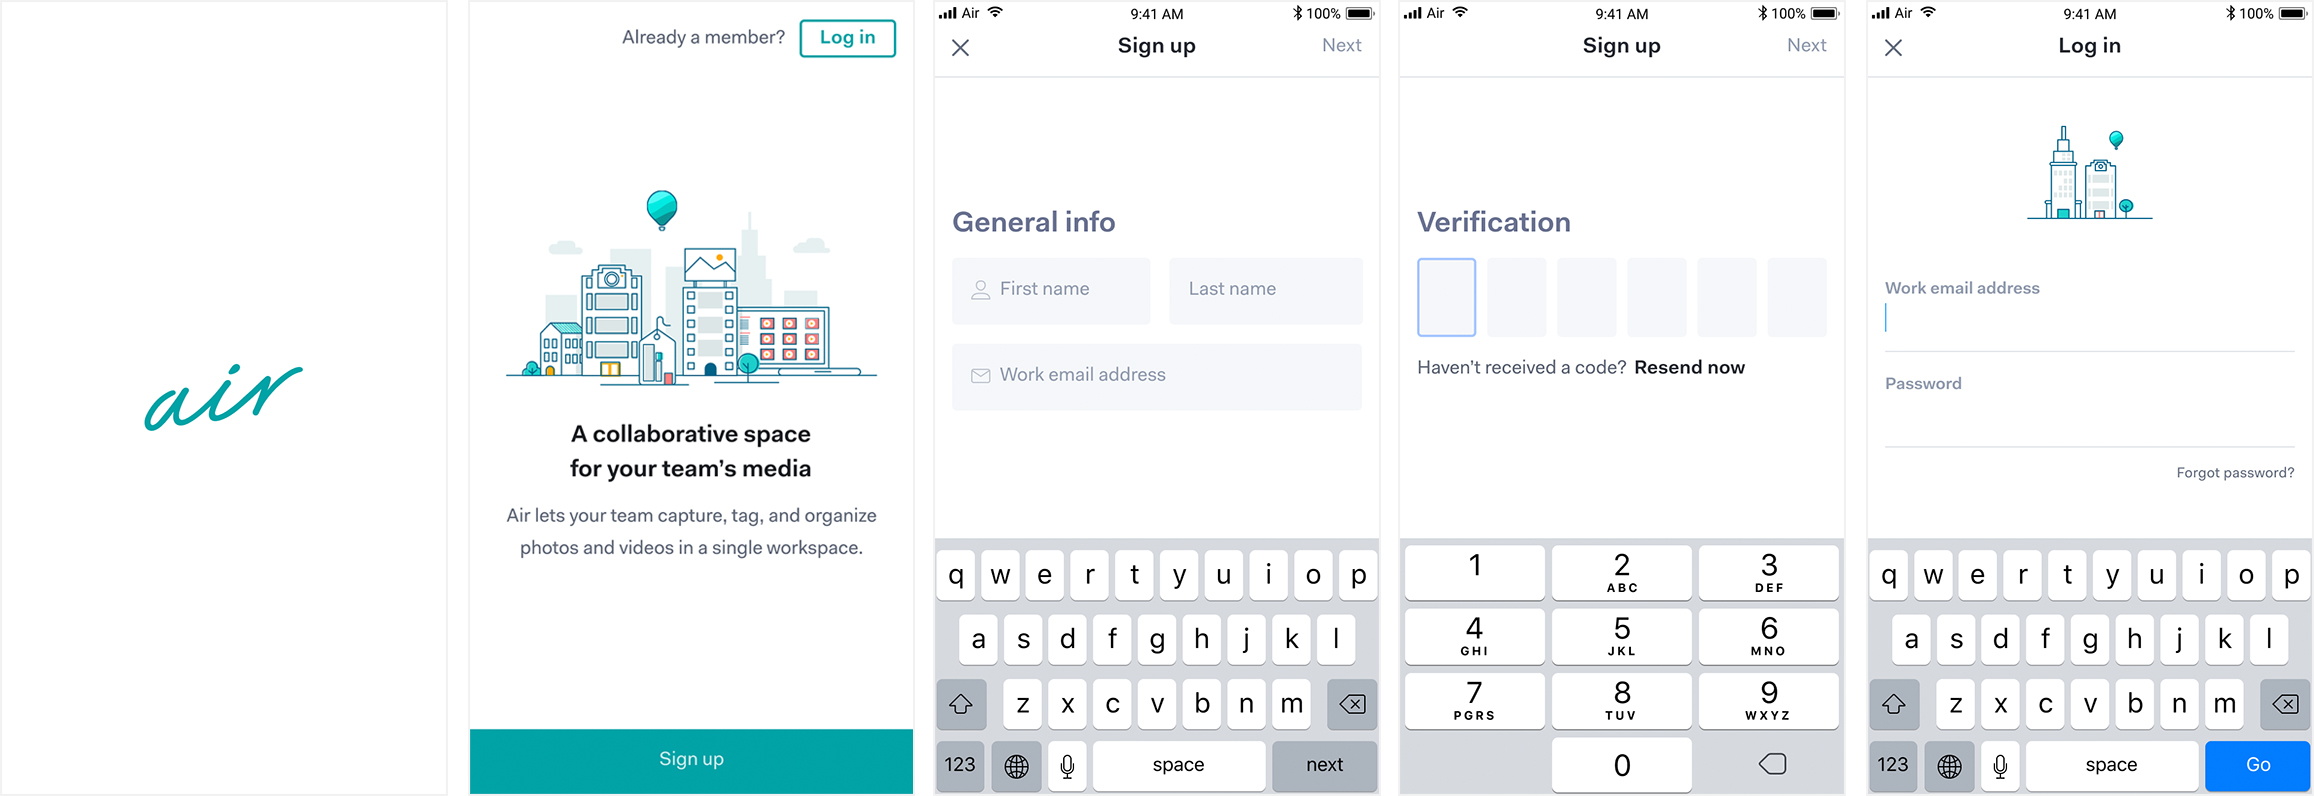 air
Already a member?
Log in
A collaborative space
for your team’s media
Air lets your team capture, tag, and organize
photos and videos in a single workspace.
Sign up
Air 9:41 AM 100%
Sign up Next
General info
First name Last name
Work email address
q w e r t y u i o p
a s d f g h j k l
z x c v b n m
123 space next
Air 9:41 AM 100%
Sign up Next
Verification
Haven’t received a code? Resend now
1 2 3
ABC DEF
4 5 6
GHI JKL MNO
7 8 9
PGRS TUV WXYZ
0
Air 9:41 AM 100%
Log in
Work email address
Password
Forgot password?
q w e r t y u i o p
a s d f g h j k l
z x c v b n m
123 space Go